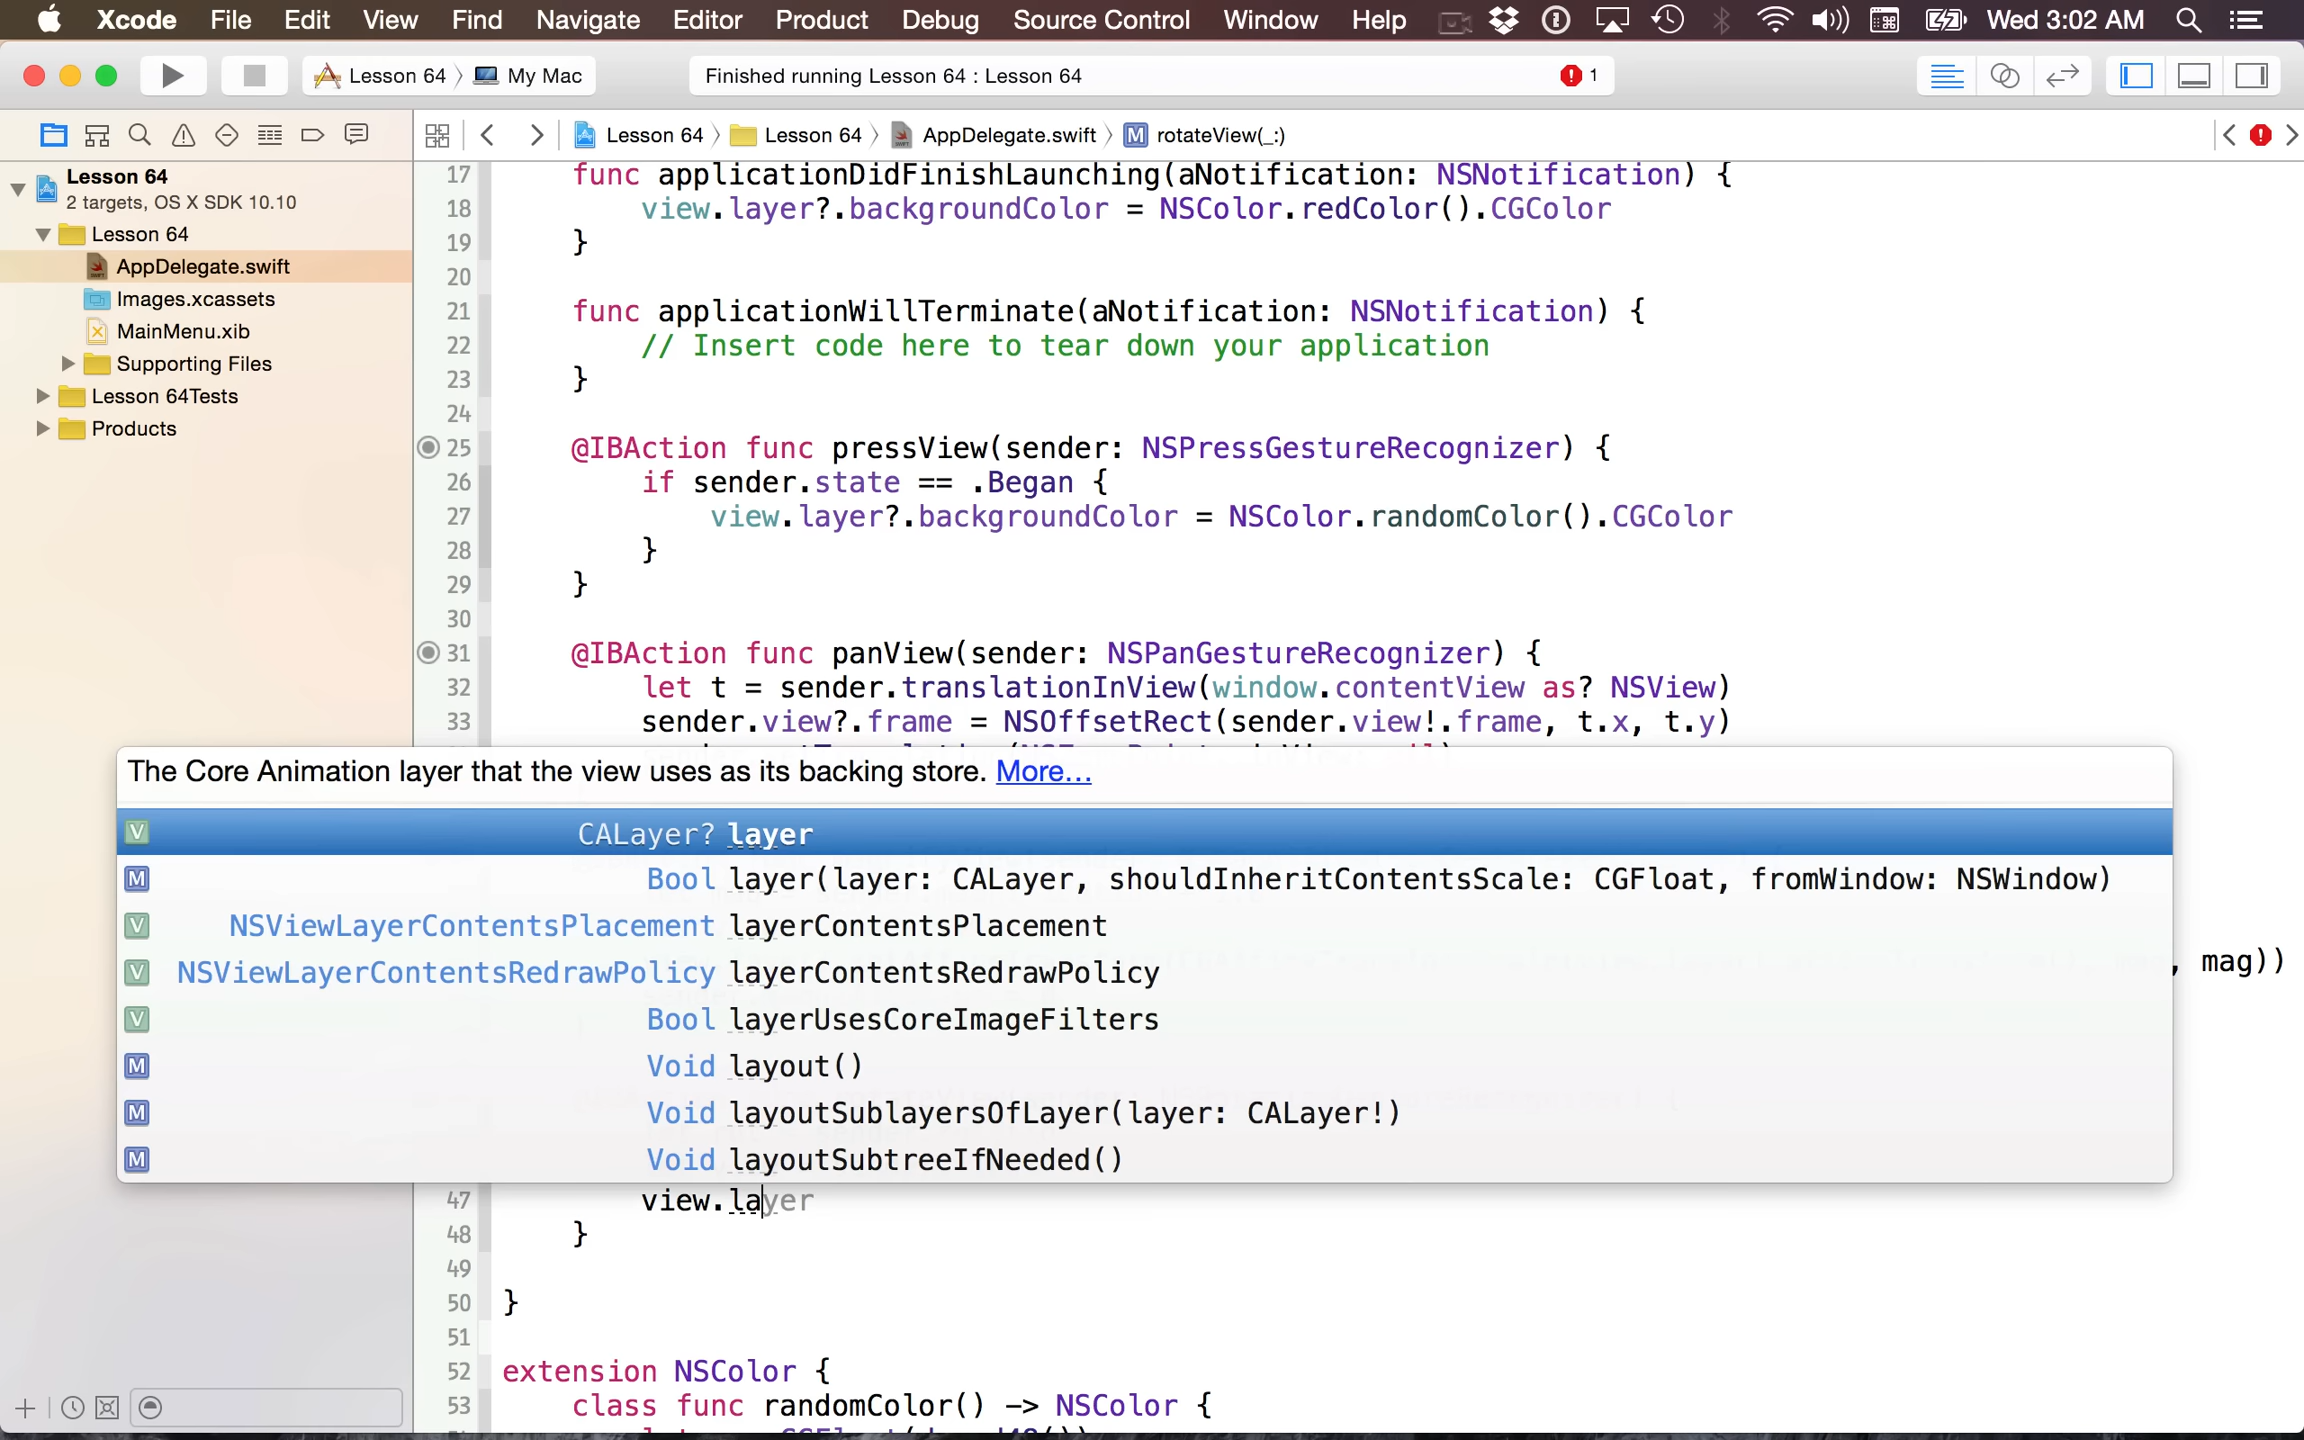 Xcode File Edit View Find Navigate Editor Product Debug Source Control Window Help Wed 3:02 AM
Lesson 64 My Mac Finished running Lesson 64 : Lesson 64 1
Lesson 64 Lesson 64 AppDelegate.swift M rotateView(_:)
Lesson 64
2 targets, OS X SDK 10.10
Lesson 64
AppDelegate.swift
Images.xcassets
MainMenu.xib
Supporting Files
Lesson 64Tests
Products
17 func applicationDidFinishLaunching(aNotification: NSNotification) {
18 view.layer?.backgroundColor = NSColor.redColor().CGColor
19 }
20
21 func applicationWillTerminate(aNotification: NSNotification) {
22 // Insert code here to tear down your application
23 }
24
25 @IBAction func pressView(sender: NSPressGestureRecognizer) {
26 if sender.state == .Began {
27 view.layer?.backgroundColor = NSColor.randomColor().CGColor
28 }
29 }
30
31 @IBAction func panView(sender: NSPanGestureRecognizer) {
32 let t = sender.translationInView(window.contentView as? NSView)
33 sender.view?.frame = NSOffsetRect(sender.view!.frame, t.x, t.y)
The Core Animation layer that the view uses as its backing store. More...
V CALayer? layer
M Bool layer(layer: CALayer, shouldInheritContentsScale: CGFloat, fromWindow: NSWindow)
V NSViewLayerContentsPlacement layerContentsPlacement
V NSViewLayerContentsRedrawPolicy layerContentsRedrawPolicy
, mag))
V Bool layerUsesCoreImageFilters
M Void layout()
M Void layoutSublayersOfLayer(layer: CALayer!)
M Void layoutSubtreeIfNeeded()
47 view.layer
48 }
49
50 }
51
52 extension NSColor {
53 class func randomColor() -> NSColor {